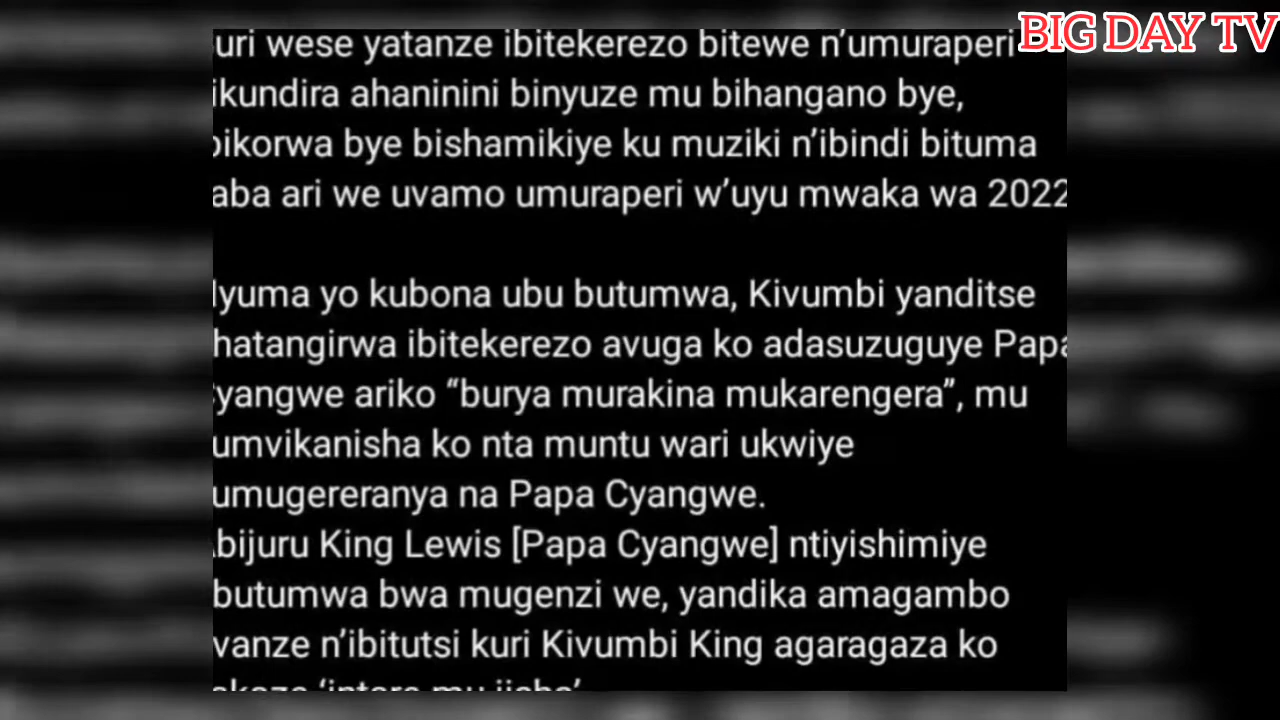 BIG DAY TV
uri wese yatanze ibitekerezo bitewe n’umuraperi
ikundira ahaninini binyuze mu bihangano bye,
bikorwa bye bishamikiye ku muziki n’ibindi bituma
aba ari we uvamo umuraperi w’uyu mwaka wa 2022
yuma yo kubona ubu butumwa, Kivumbi yanditse
hatangirwa ibitekerezo avuga ko adasuzuguye Papa
yangwe ariko “burya murakina mukarengera”, mu
umvikanisha ko nta muntu wari ukwiye
umugereranya na Papa Cyangwe.
bijuru King Lewis [Papa Cyangwe] ntiyishimiye
butumwa bwa mugenzi we, yandika amagambo
vanze n’ibitutsi kuri Kivumbi King agaragaza ko